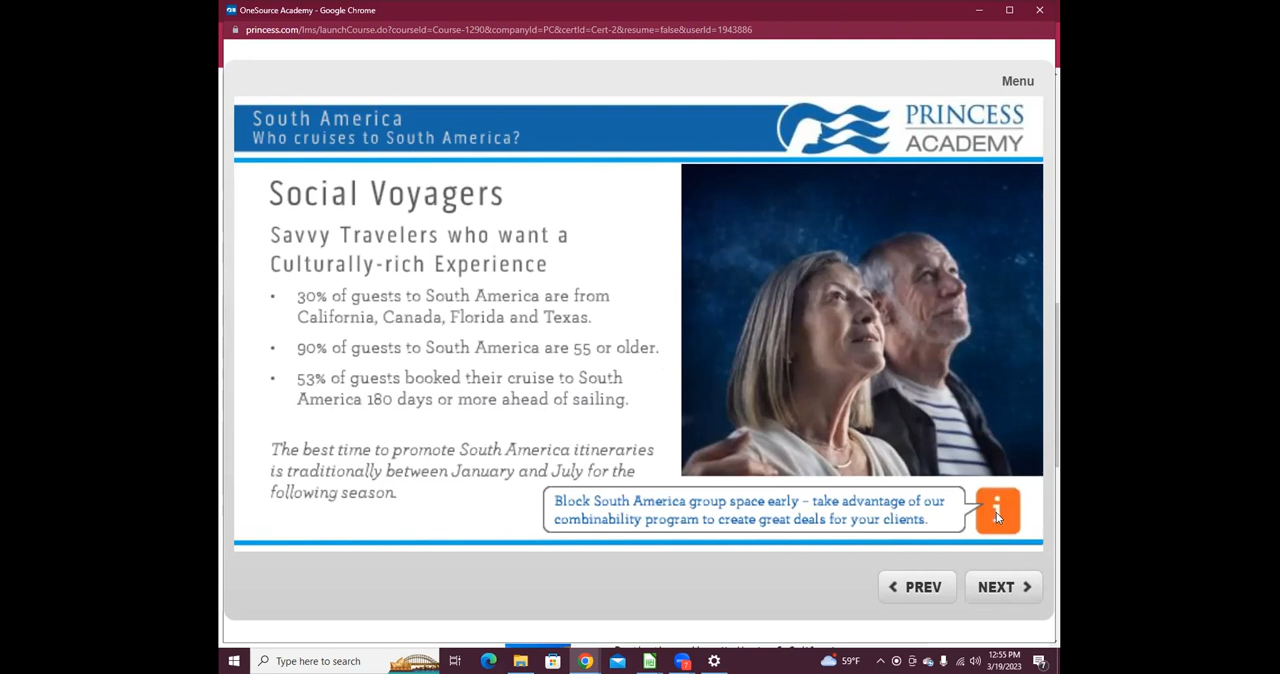 OneSource Academy - Google Chrome
princess.com/lms/launchCourse.do?courseId=Course-1290&companyId=PC&certId=Cert-2&resume=false&userId=1943886
Menu
South America
Who cruises to South America?
PRINCESS
ACADEMY
Social Voyagers
Savvy Travelers who want a
Culturally-rich Experience
• 30% of guests to South America are from
California, Canada, Florida and Texas.
• 90% of guests to South America are 55 or older.
• 53% of guests booked their cruise to South
America 180 days or more ahead of sailing.
The best time to promote South America itineraries
is traditionally between January and July for the
following season.
Block South America group space early – take advantage of our
combinability program to create great deals for your clients.
i
PREV
NEXT
Type here to search
59°F
12:55 PM
3/19/2023
7